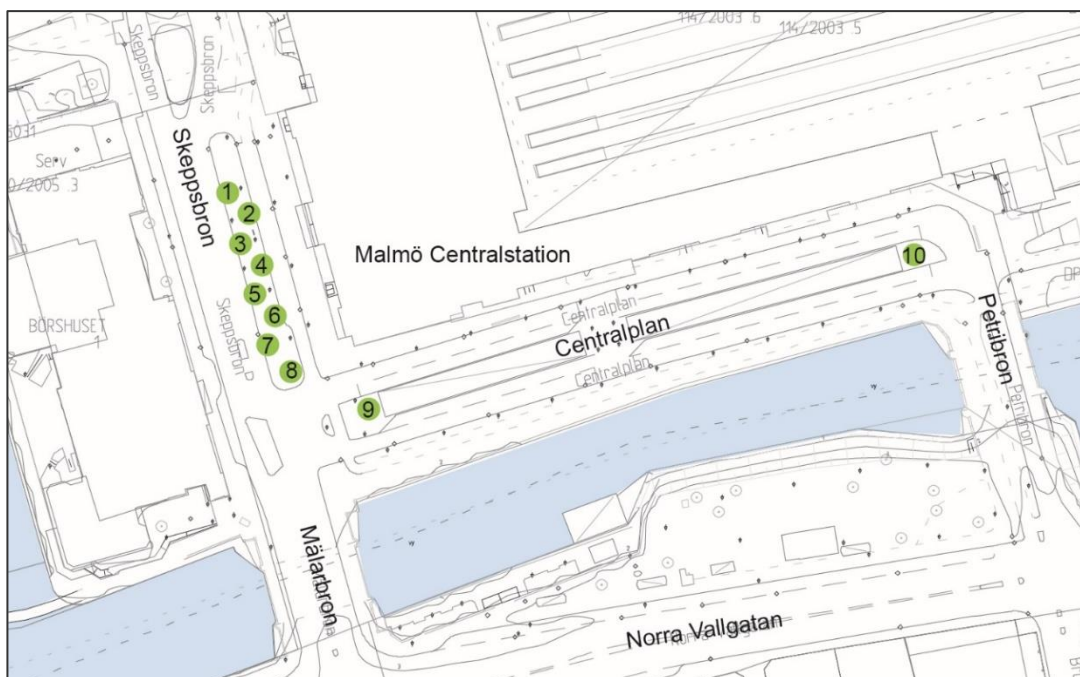 114/2003 6
114/2003 5
Skeppsbron
Skeppsbron
Skeppsbron
Serv
0/2005 3
1
2
3
4
5
6
7
8
Malmö Centralstation
10
Centralplan
Centralplan
Centralplan
9
Skeppsbron
BÖRSHUSET
1
Petribron
Petribron
Mälarbron
Norra Vallgatan